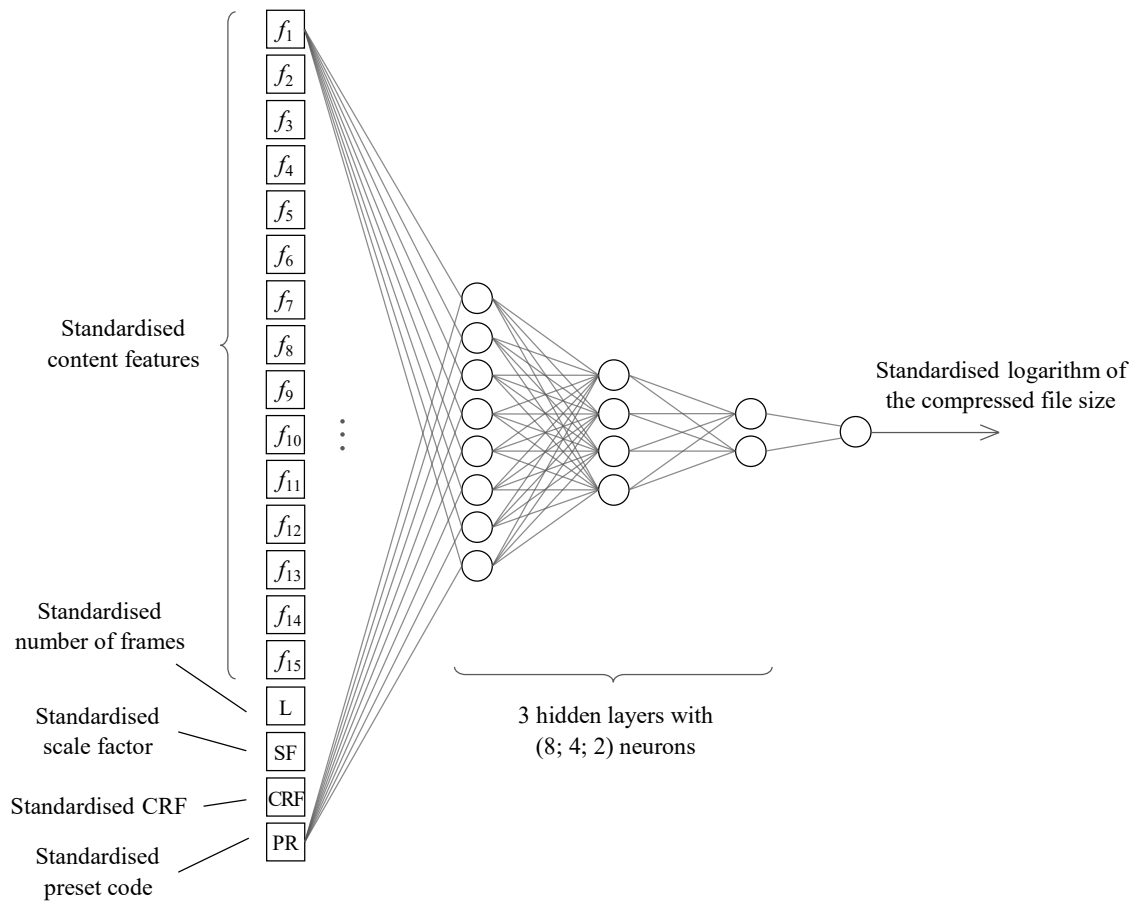 f1
f2
f3
f4
f5
f6
f7
f8
f9
f10
f11
f12
f13
f14
f15
L
SF
CRF
PR
Standardised
content features
Standardised
number of frames
Standardised
scale factor
Standardised CRF
Standardised
preset code
3 hidden layers with
(8; 4; 2) neurons
Standardised logarithm of
the compressed file size